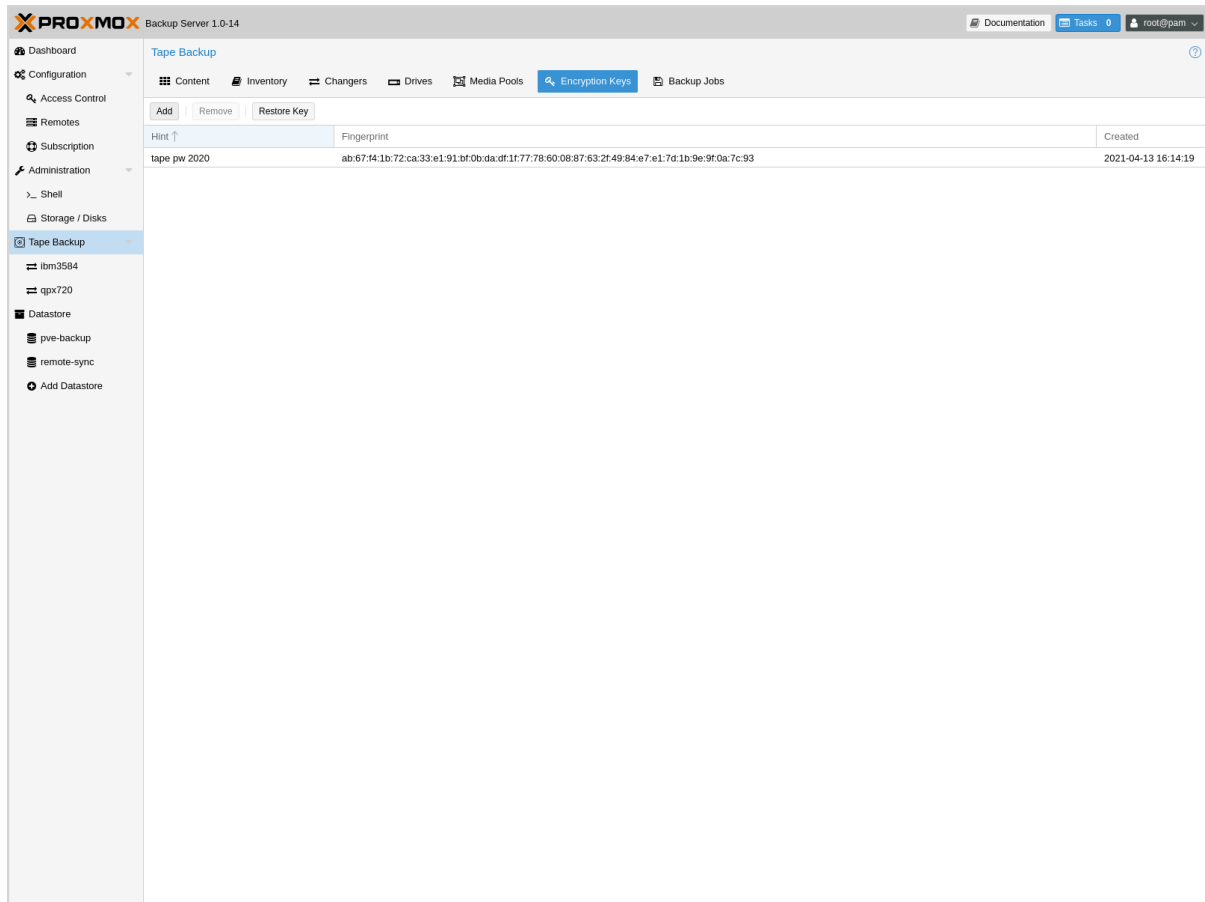 PROXMOX Backup Server 1.0-14 Documentation Tasks 0 root@pam
Dashboard
Configuration
Access Control
Remotes
Subscription
Administration
Shell
Storage / Disks
Tape Backup
ibm3584
qpx720
Datastore
pve-backup
remote-sync
Add Datastore
Tape Backup
Content Inventory Changers Drives Media Pools Encryption Keys Backup Jobs
Add Remove Restore Key
Hint Fingerprint Created
tape pw 2020 ab:67:f4:1b:72:ca:33:e1:91:bf:0b:da:df:1f:77:78:60:08:87:63:2f:49:84:e7:e1:7d:1b:9e:9f:0a:7c:93 2021-04-13 16:14:19